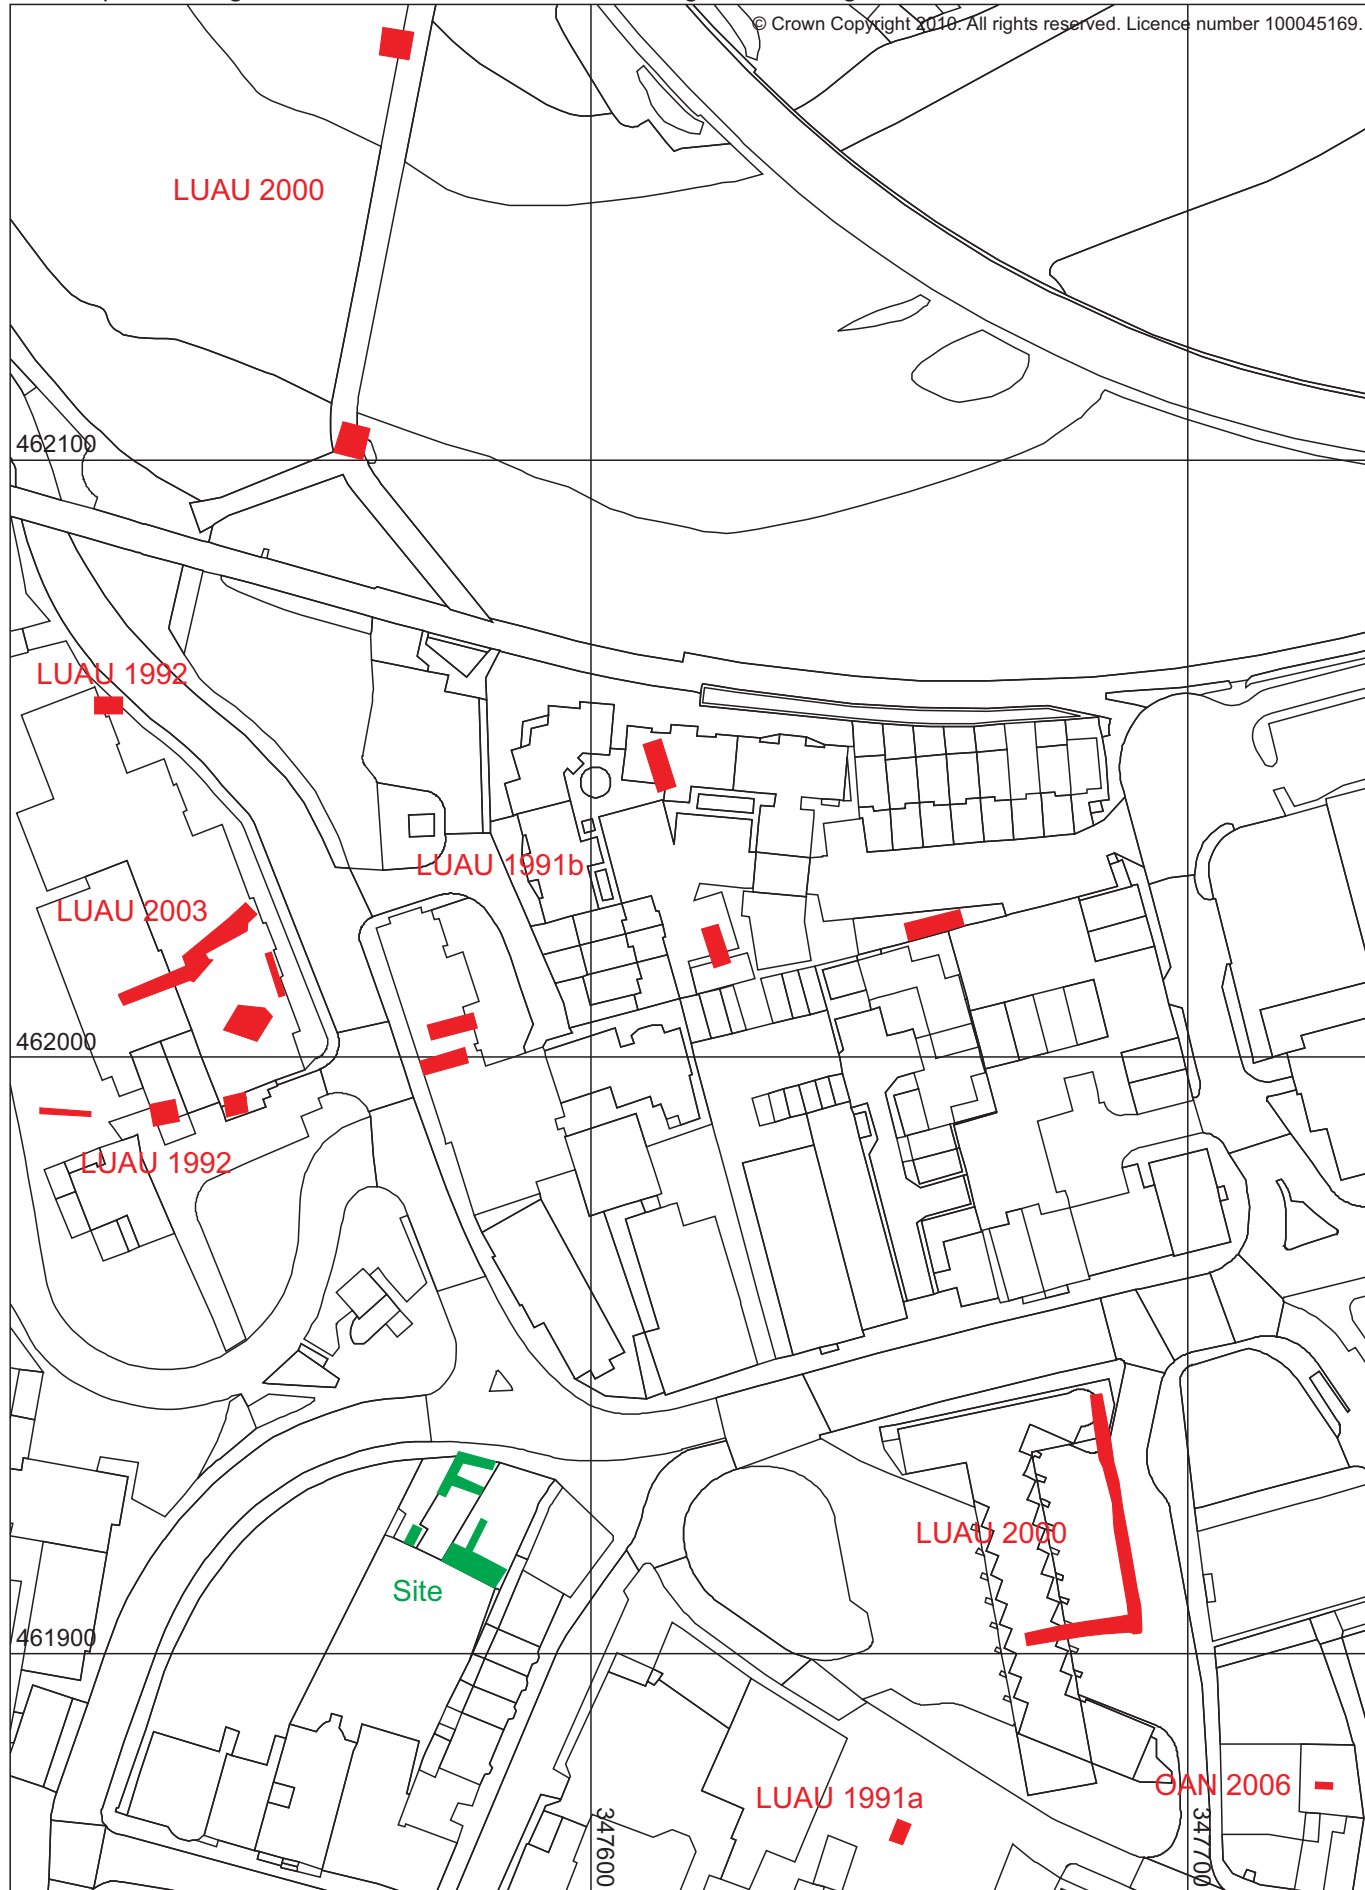 © Crown Copyright 2010. All rights reserved. Licence number 100045169.
LUAU 2000
462100
LUAU 1992
LUAU 1991b
LUAU 2003
462000
LUAU 1992
LUAU 2000
Site
461900
OAN 2006
LUAU 1991a
347600
347700